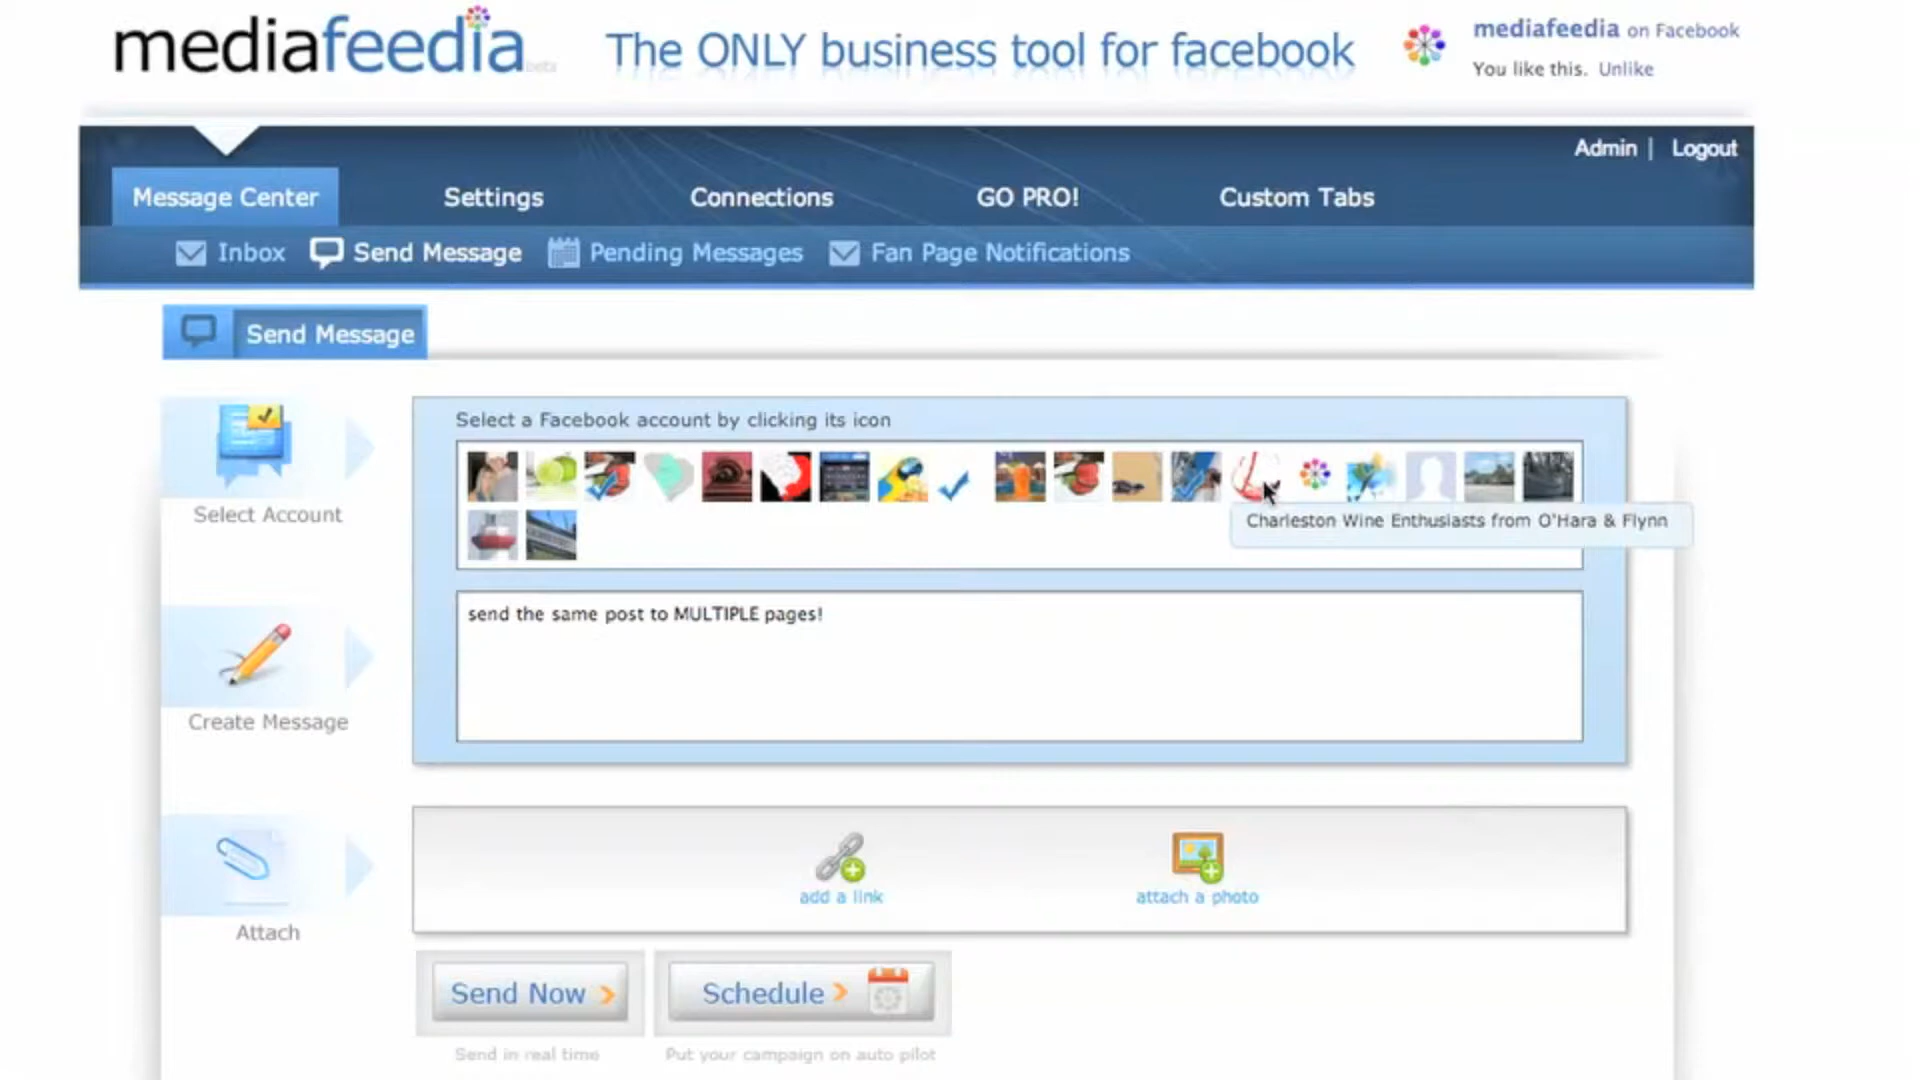 mediafeedia beta
The ONLY business tool for facebook
mediafeedia on Facebook
You like this. Unlike
Admin | Logout
Message Center Settings Connections GO PRO! Custom Tabs
Inbox Send Message Pending Messages Fan Page Notifications
Send Message
Select a Facebook account by clicking its icon
Select Account
Charleston Wine Enthusiasts from O'Hara & Flynn
send the same post to MULTIPLE pages!
Create Message
add a link attach a photo
Attach
Send Now Schedule
Send in real time Put your campaign on auto pilot